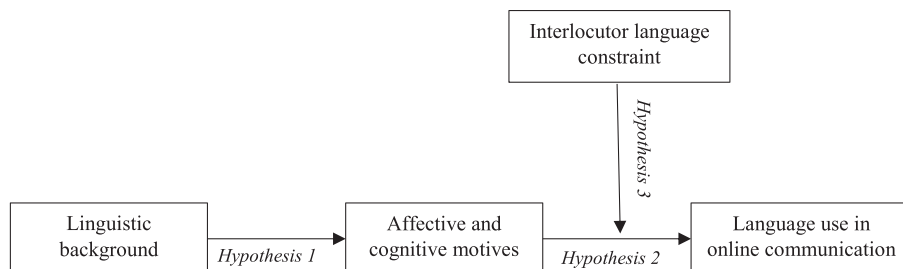 Interlocutor language
constraint
Hypothesis 3
Linguistic
background
Hypothesis 1
Affective and
cognitive motives
Hypothesis 2
Language use in
online communication